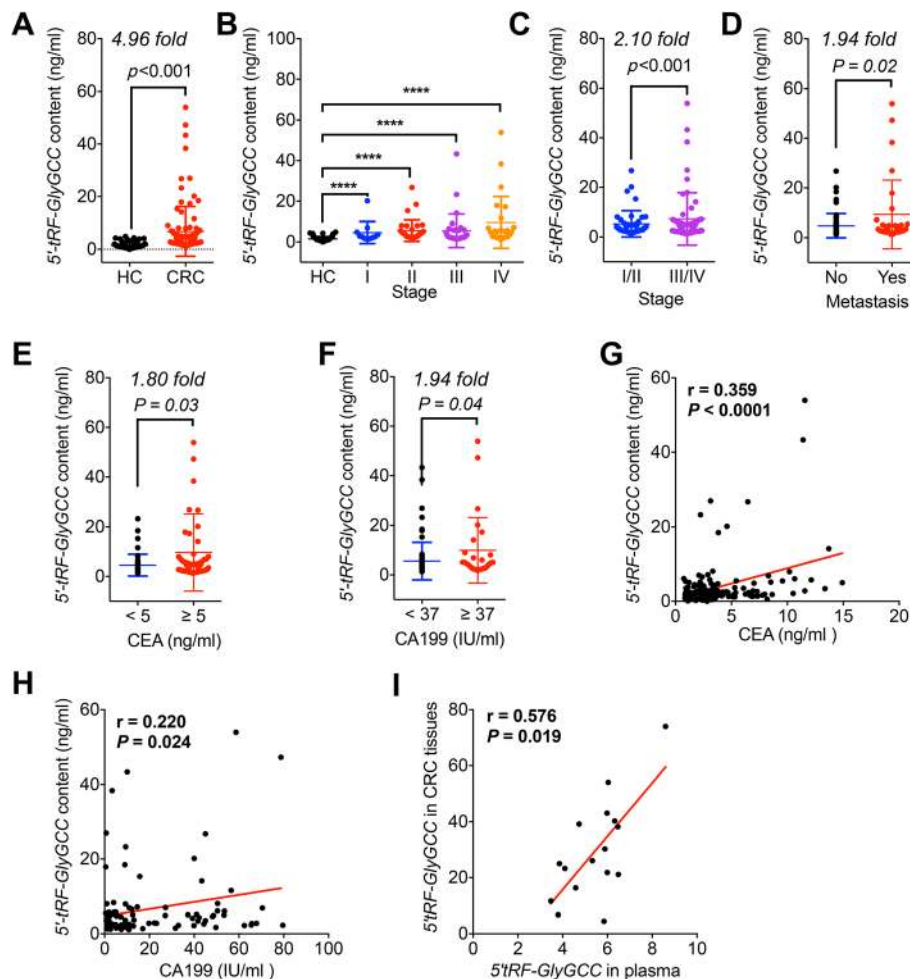 A
4.96 fold
p<0.001
5'-tRF-GlyGCC content (ng/ml)
80
60
40
20
0
HC CRC
B
5'-tRF-GlyGCC content (ng/ml)
100
80
60
40
20
0
****
****
****
****
HC I II III IV
Stage
C
2.10 fold
p<0.001
5'-tRF-GlyGCC content (ng/ml)
80
60
40
20
0
I/II III/IV
Stage
D
1.94 fold
P = 0.02
5'-tRF-GlyGCC content (ng/ml)
80
60
40
20
0
No Yes
Metastasis
E
1.80 fold
P = 0.03
5'-tRF-GlyGCC content (ng/ml)
80
60
40
20
0
< 5 ≥ 5
CEA (ng/ml)
F
1.94 fold
P = 0.04
5'-tRF-GlyGCC content (ng/ml)
80
60
40
20
0
< 37 ≥ 37
CA199 (IU/ml)
G
r = 0.359
P < 0.0001
5'-tRF-GlyGCC content (ng/ml)
60
40
20
0
0 5 10 15 20
CEA (ng/ml )
H
r = 0.220
P = 0.024
5'-tRF-GlyGCC content (ng/ml)
80
60
40
20
0
0 20 40 60 80 100
CA199 (IU/ml )
I
r = 0.576
P = 0.019
5'tRF-GlyGCC in CRC tissues
80
60
40
20
0
0 2 4 6 8 10
5'tRF-GlyGCC in plasma